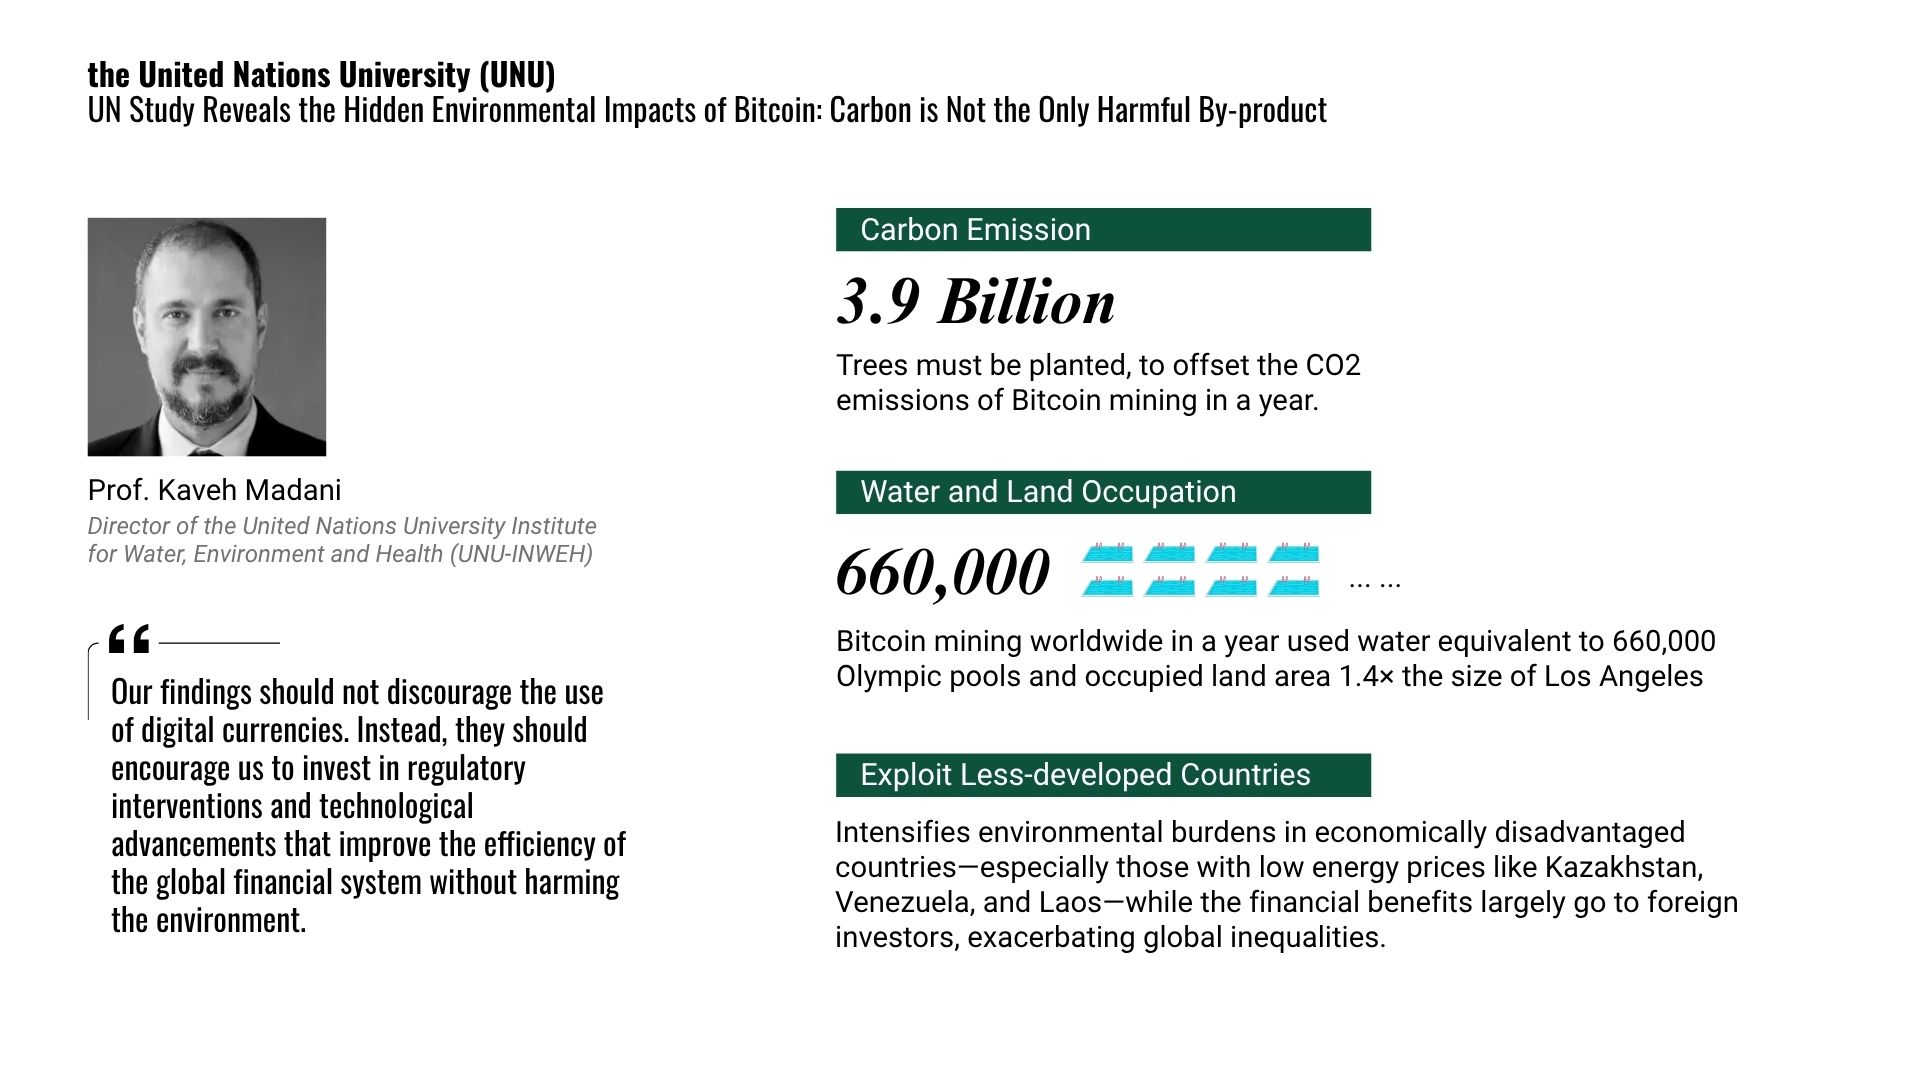 the United Nations University (UNU)
UN Study Reveals the Hidden Environmental Impacts of Bitcoin: Carbon is Not the Only Harmful By-product
Prof. Kaveh Madani
Director of the United Nations University Institute
for Water, Environment and Health (UNU-INWEH)
“
Our findings should not discourage the use
of digital currencies. Instead, they should
encourage us to invest in regulatory
interventions and technological
advancements that improve the efficiency of
the global financial system without harming
the environment.
Carbon Emission
3.9 Billion
Trees must be planted, to offset the CO2
emissions of Bitcoin mining in a year.
Water and Land Occupation
660,000 ... ...
Bitcoin mining worldwide in a year used water equivalent to 660,000
Olympic pools and occupied land area 1.4× the size of Los Angeles
Exploit Less-developed Countries
Intensifies environmental burdens in economically disadvantaged
countries—especially those with low energy prices like Kazakhstan,
Venezuela, and Laos—while the financial benefits largely go to foreign
investors, exacerbating global inequalities.